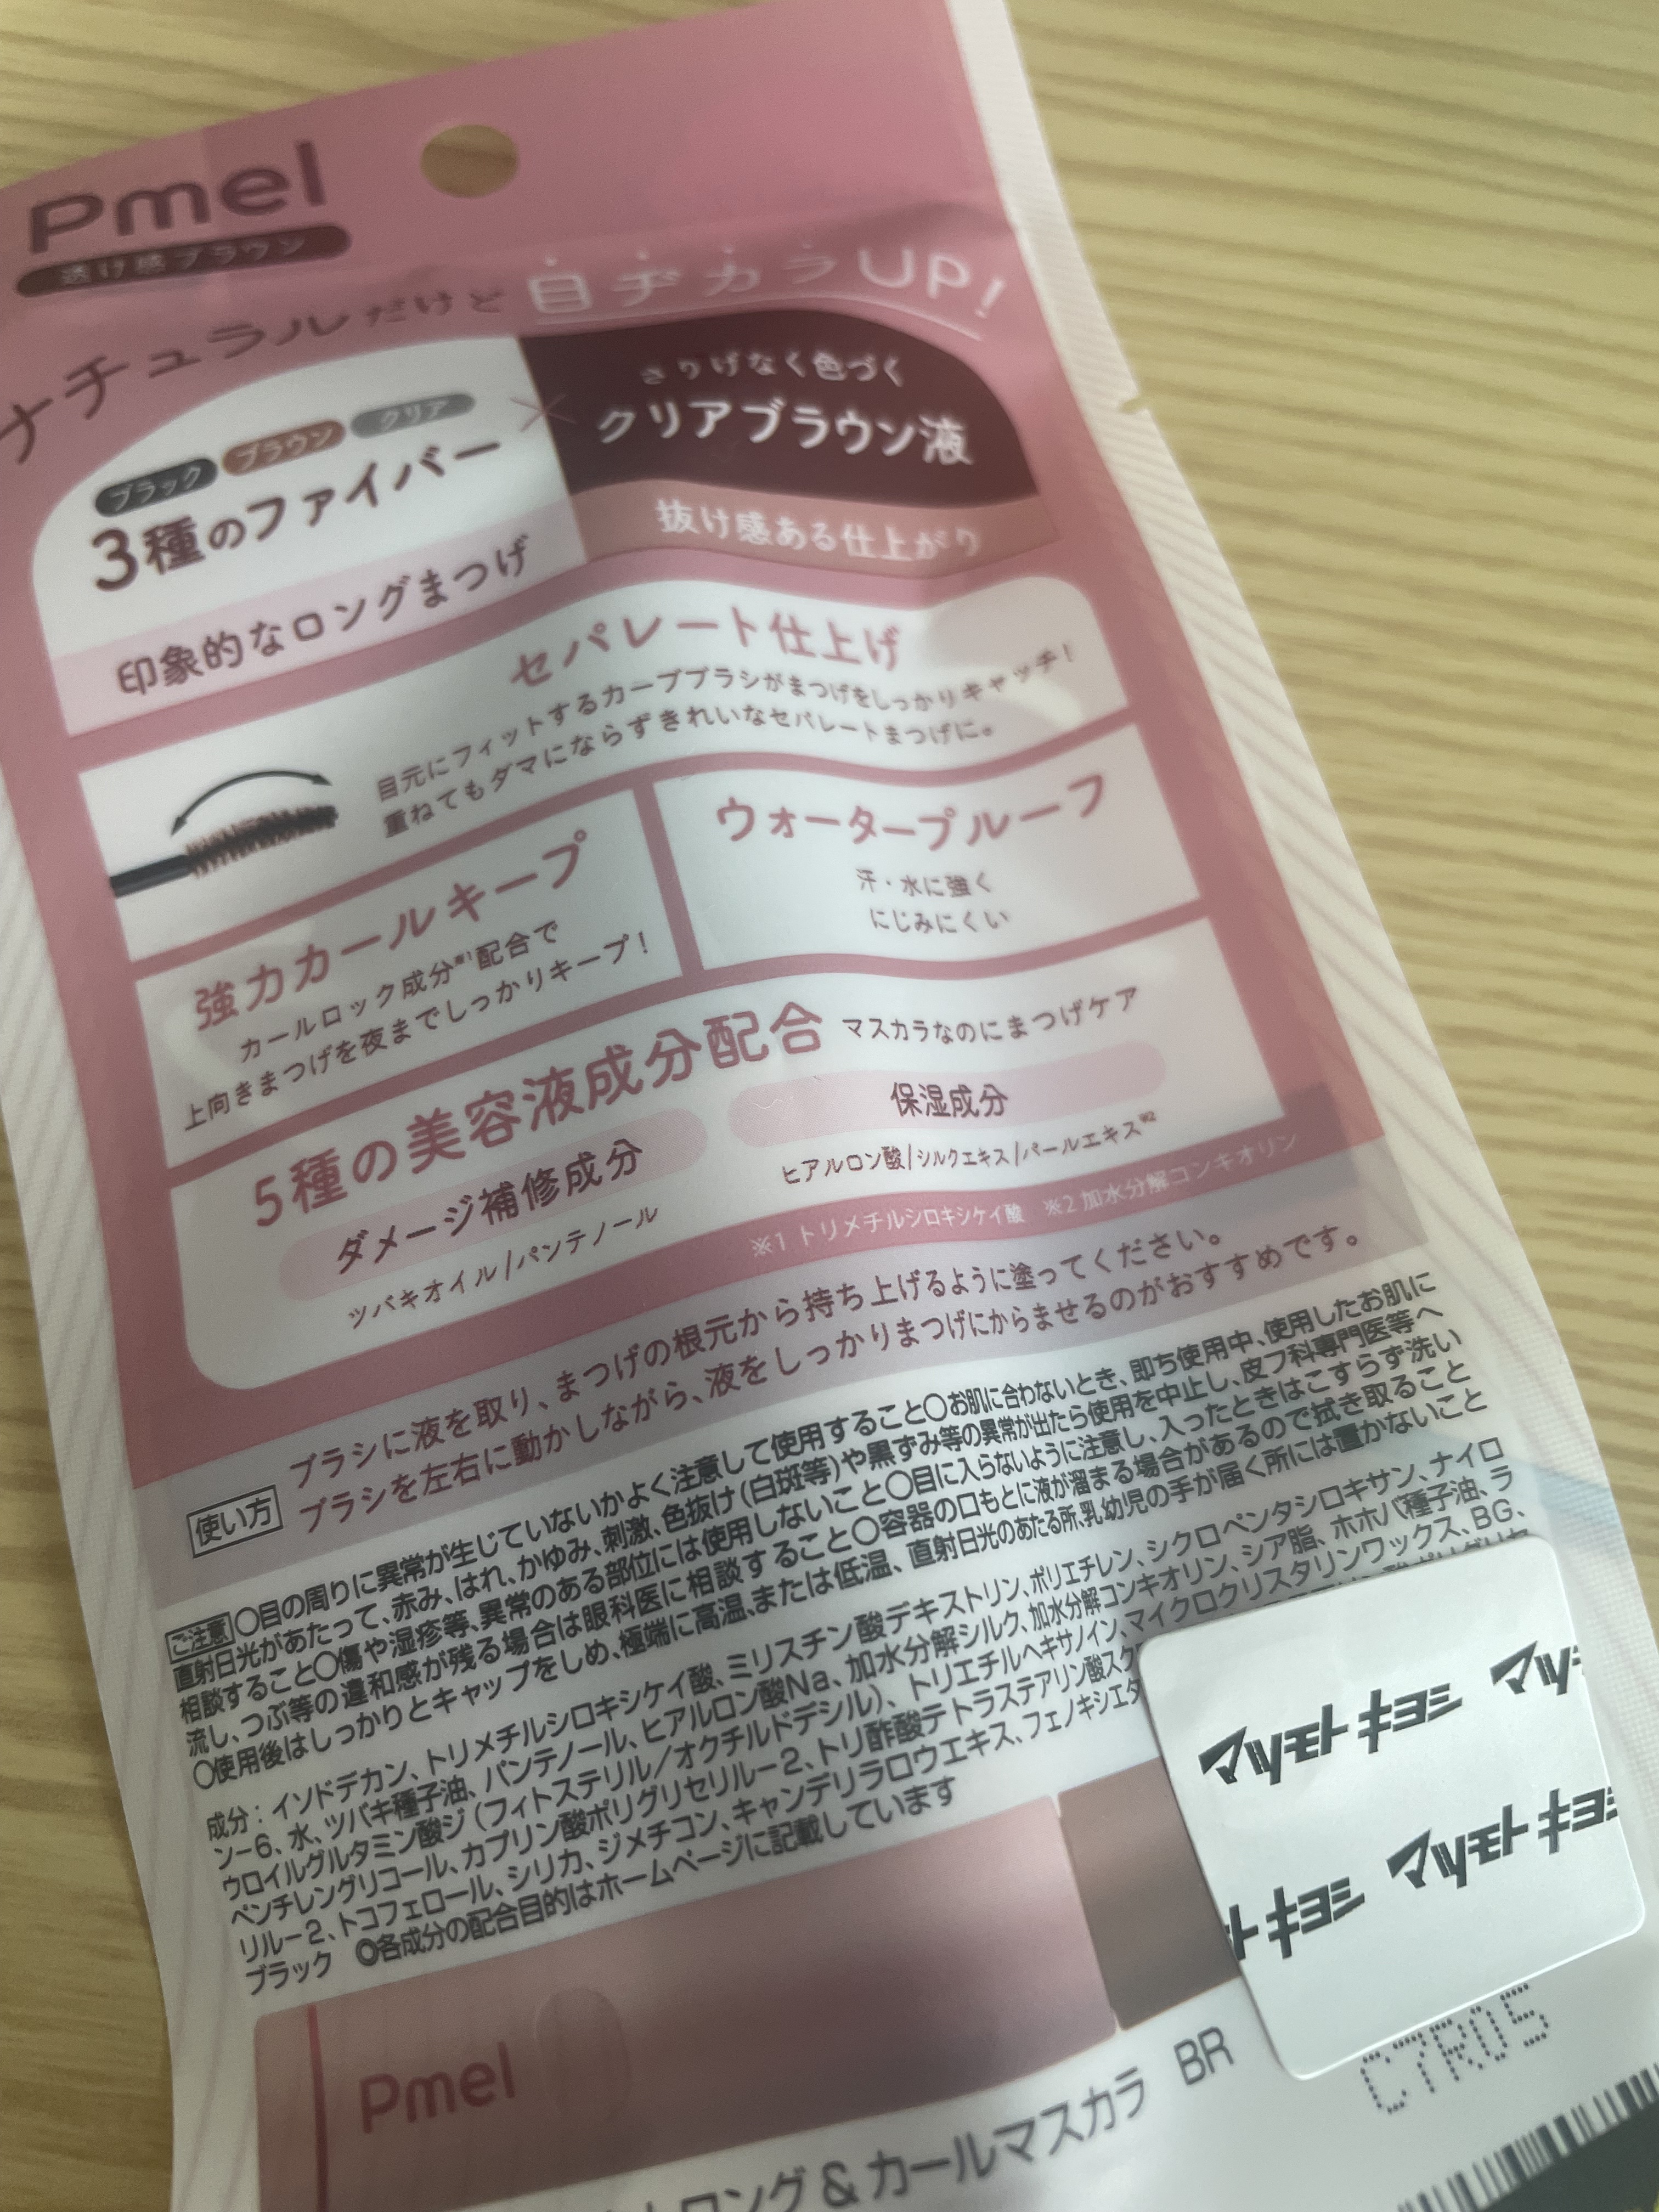 Pmel
透け感ブラウン
ナチュラルだけど 自ヂカラUP!
ブラック ブラウン クリア
3種のファイバー
印象的なロングまつげ
×
さりげなく色づく
クリアブラウン液
抜け感ある仕上がり
セパレート仕上げ
目元にフィットするカーブブラシがまつげをしっかりキャッチ!
重ねてもダマにならずきれいなセパレートまつげに。
強力カールキープ
カールロック成分※1配合で
上向きまつげを夜までしっかりキープ!
ウォータープルーフ
汗・水に強く
にじみにくい
5種の美容液成分配合 マスカラなのにまつげケア
ダメージ補修成分
ツバキオイル/パンテノール
保湿成分
ヒアルロン酸/シルクエキス/パールエキス※2
※1 トリメチルシロキシケイ酸 ※2 加水分解コンキオリン
使い方
ブラシに液を取り、まつげの根元から持ち上げるように塗ってください。
ブラシを左右に動かしながら、液をしっかりまつげにからませるのがおすすめです。
ご注意 〇目の周りに異常が生じていないかよく注意して使用すること〇お肌に合わないとき、即ち使用中、使用したお肌に
直射日光があたって、赤み、はれ、かゆみ、刺激、色抜け(白斑等)や黒ずみ等の異常が出たら使用を中止し、皮フ科専門医等へ
相談すること〇傷や湿疹等、異常のある部位には使用しないこと〇目に入らないように注意し、入ったときはこすらず洗い
流し、つぶ等の違和感が残る場合は眼科医に相談すること〇容器の口もとに液が溜まる場合があるので拭き取ること
〇使用後はしっかりとキャップをしめ、極端に高温、または低温、直射日光のあたる所、乳幼児の手が届く所には置かないこと
成分:イソドデカン、トリメチルシロキシケイ酸、ミリスチン酸デキストリン、ポリエチレン、シクロペンタシロキサン、ナイロ
ン-6、水、ツバキ種子油、パンテノール、ヒアルロン酸Na、加水分解シルク、加水分解コンキオリン、シア脂、ホホバ種子油、ラ
ウロイルグルタミン酸ジ(フィトステリル/オクチルドデシル)、トリエチルヘキサノイン、マイクロクリスタリンワックス、BG、
ペンチレングリコール、カプリン酸ポリグリセリル-2、トリ酢酸テトラステアリン酸スク
リル-2、トコフェロール、シリカ、ジメチコン、キャンデリラロウエキス、フェノキシエタ
ブラック ◎各成分の配合目的はホームページに記載しています
マツモトキヨシ マツ
ト キヨシ マツモトキヨ
Pmel
ロング&カールマスカラ BR
C7R05